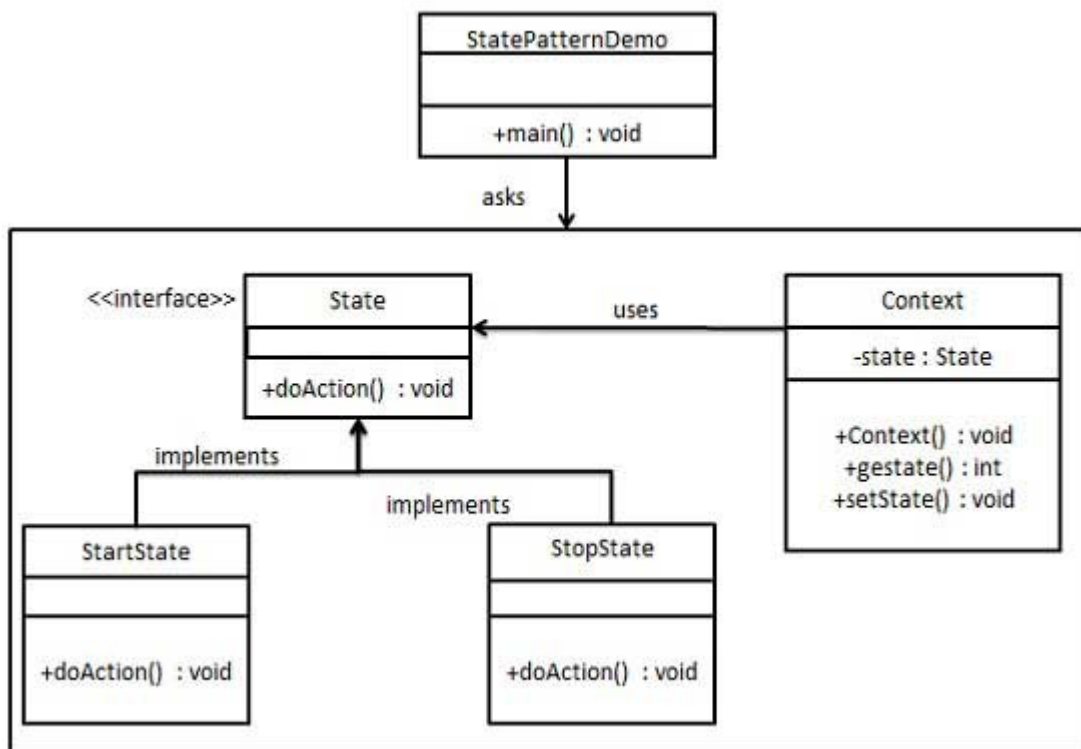 StatePatternDemo
+main() : void
asks
<<interface>>
State
+doAction() : void
uses
Context
-state : State
+Context() : void
+gestate() : int
+setState() : void
implements
implements
StartState
+doAction() : void
StopState
+doAction() : void